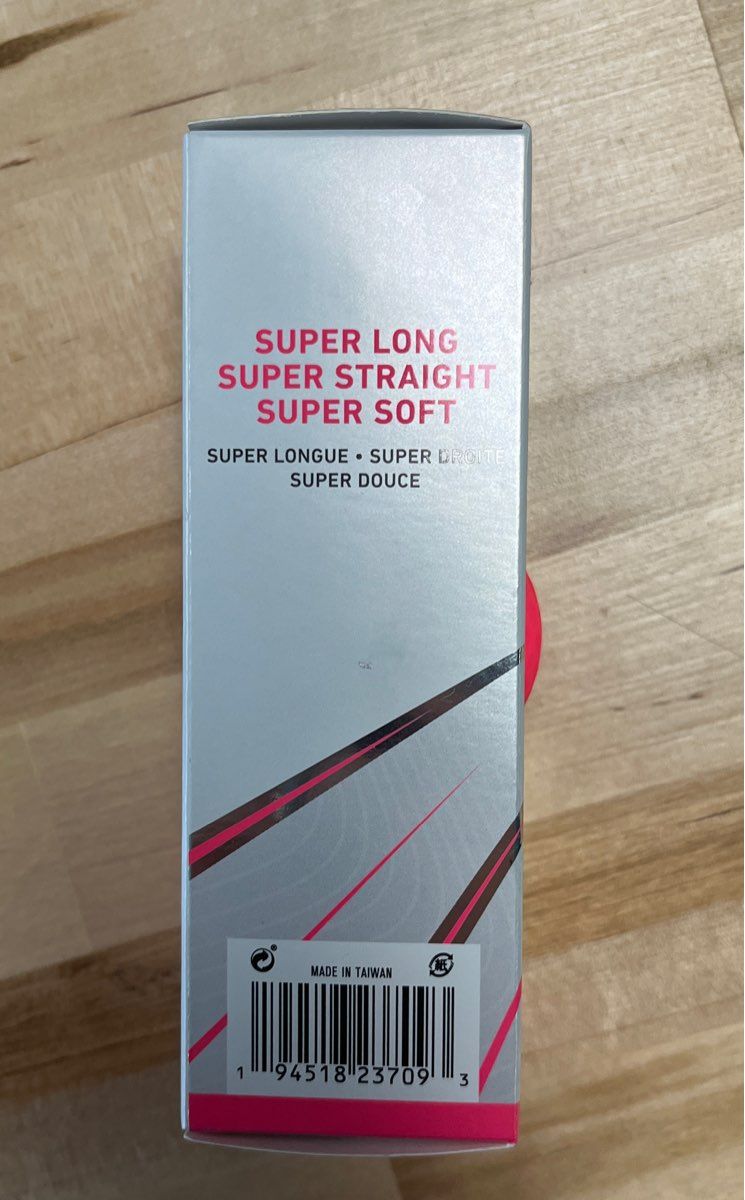 SUPER LONG
SUPER STRAIGHT
SUPER SOFT
SUPER LONGUE • SUPER DROITE
SUPER DOUCE
MADE IN TAIWAN
紙
1 94518 23709 3